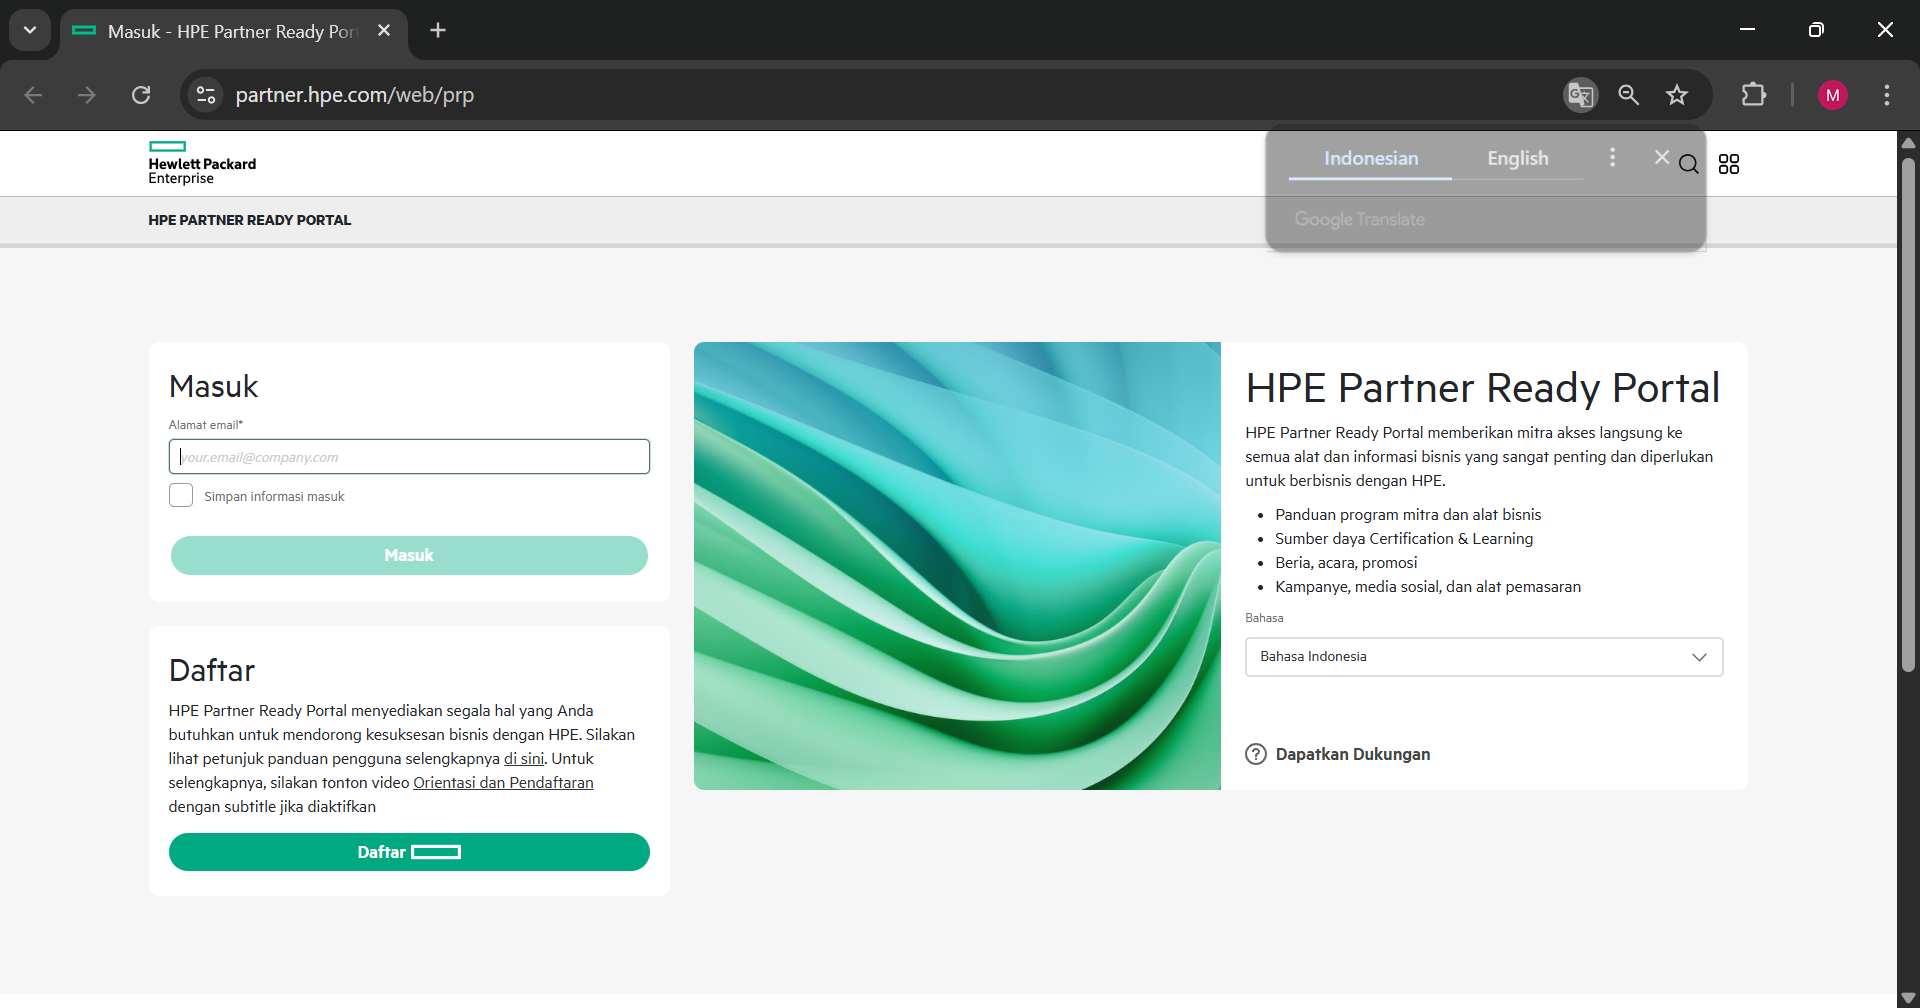 Masuk - HPE Partner Ready Por
partner.hpe.com/web/prp
M
Hewlett Packard
Enterprise
Indonesian English
Google Translate
HPE PARTNER READY PORTAL
Masuk
Alamat email*
your.email@company.com
Simpan informasi masuk
Masuk
Daftar
HPE Partner Ready Portal menyediakan segala hal yang Anda
butuhkan untuk mendorong kesuksesan bisnis dengan HPE. Silakan
lihat petunjuk panduan pengguna selengkapnya di sini. Untuk
selengkapnya, silakan tonton video Orientasi dan Pendaftaran
dengan subtitle jika diaktifkan
Daftar
HPE Partner Ready Portal
HPE Partner Ready Portal memberikan mitra akses langsung ke
semua alat dan informasi bisnis yang sangat penting dan diperlukan
untuk berbisnis dengan HPE.
• Panduan program mitra dan alat bisnis
• Sumber daya Certification & Learning
• Beria, acara, promosi
• Kampanye, media sosial, dan alat pemasaran
Bahasa
Bahasa Indonesia
Dapatkan Dukungan